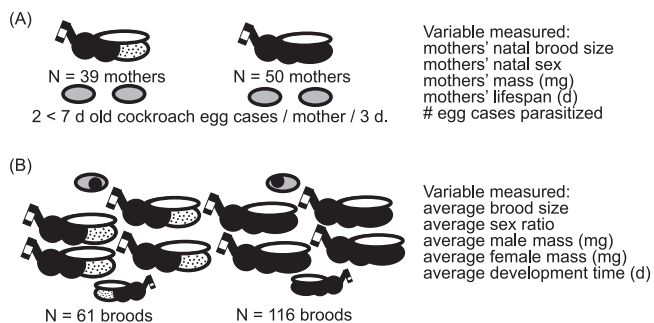 (A)
N = 39 mothers
N = 50 mothers
2 < 7 d old cockroach egg cases / mother / 3 d.
Variable measured:
mothers' natal brood size
mothers' natal sex
mothers' mass (mg)
mothers' lifespan (d)
# egg cases parasitized
(B)
N = 61 broods
N = 116 broods
Variable measured:
average brood size
average sex ratio
average male mass (mg)
average female mass (mg)
average development time (d)